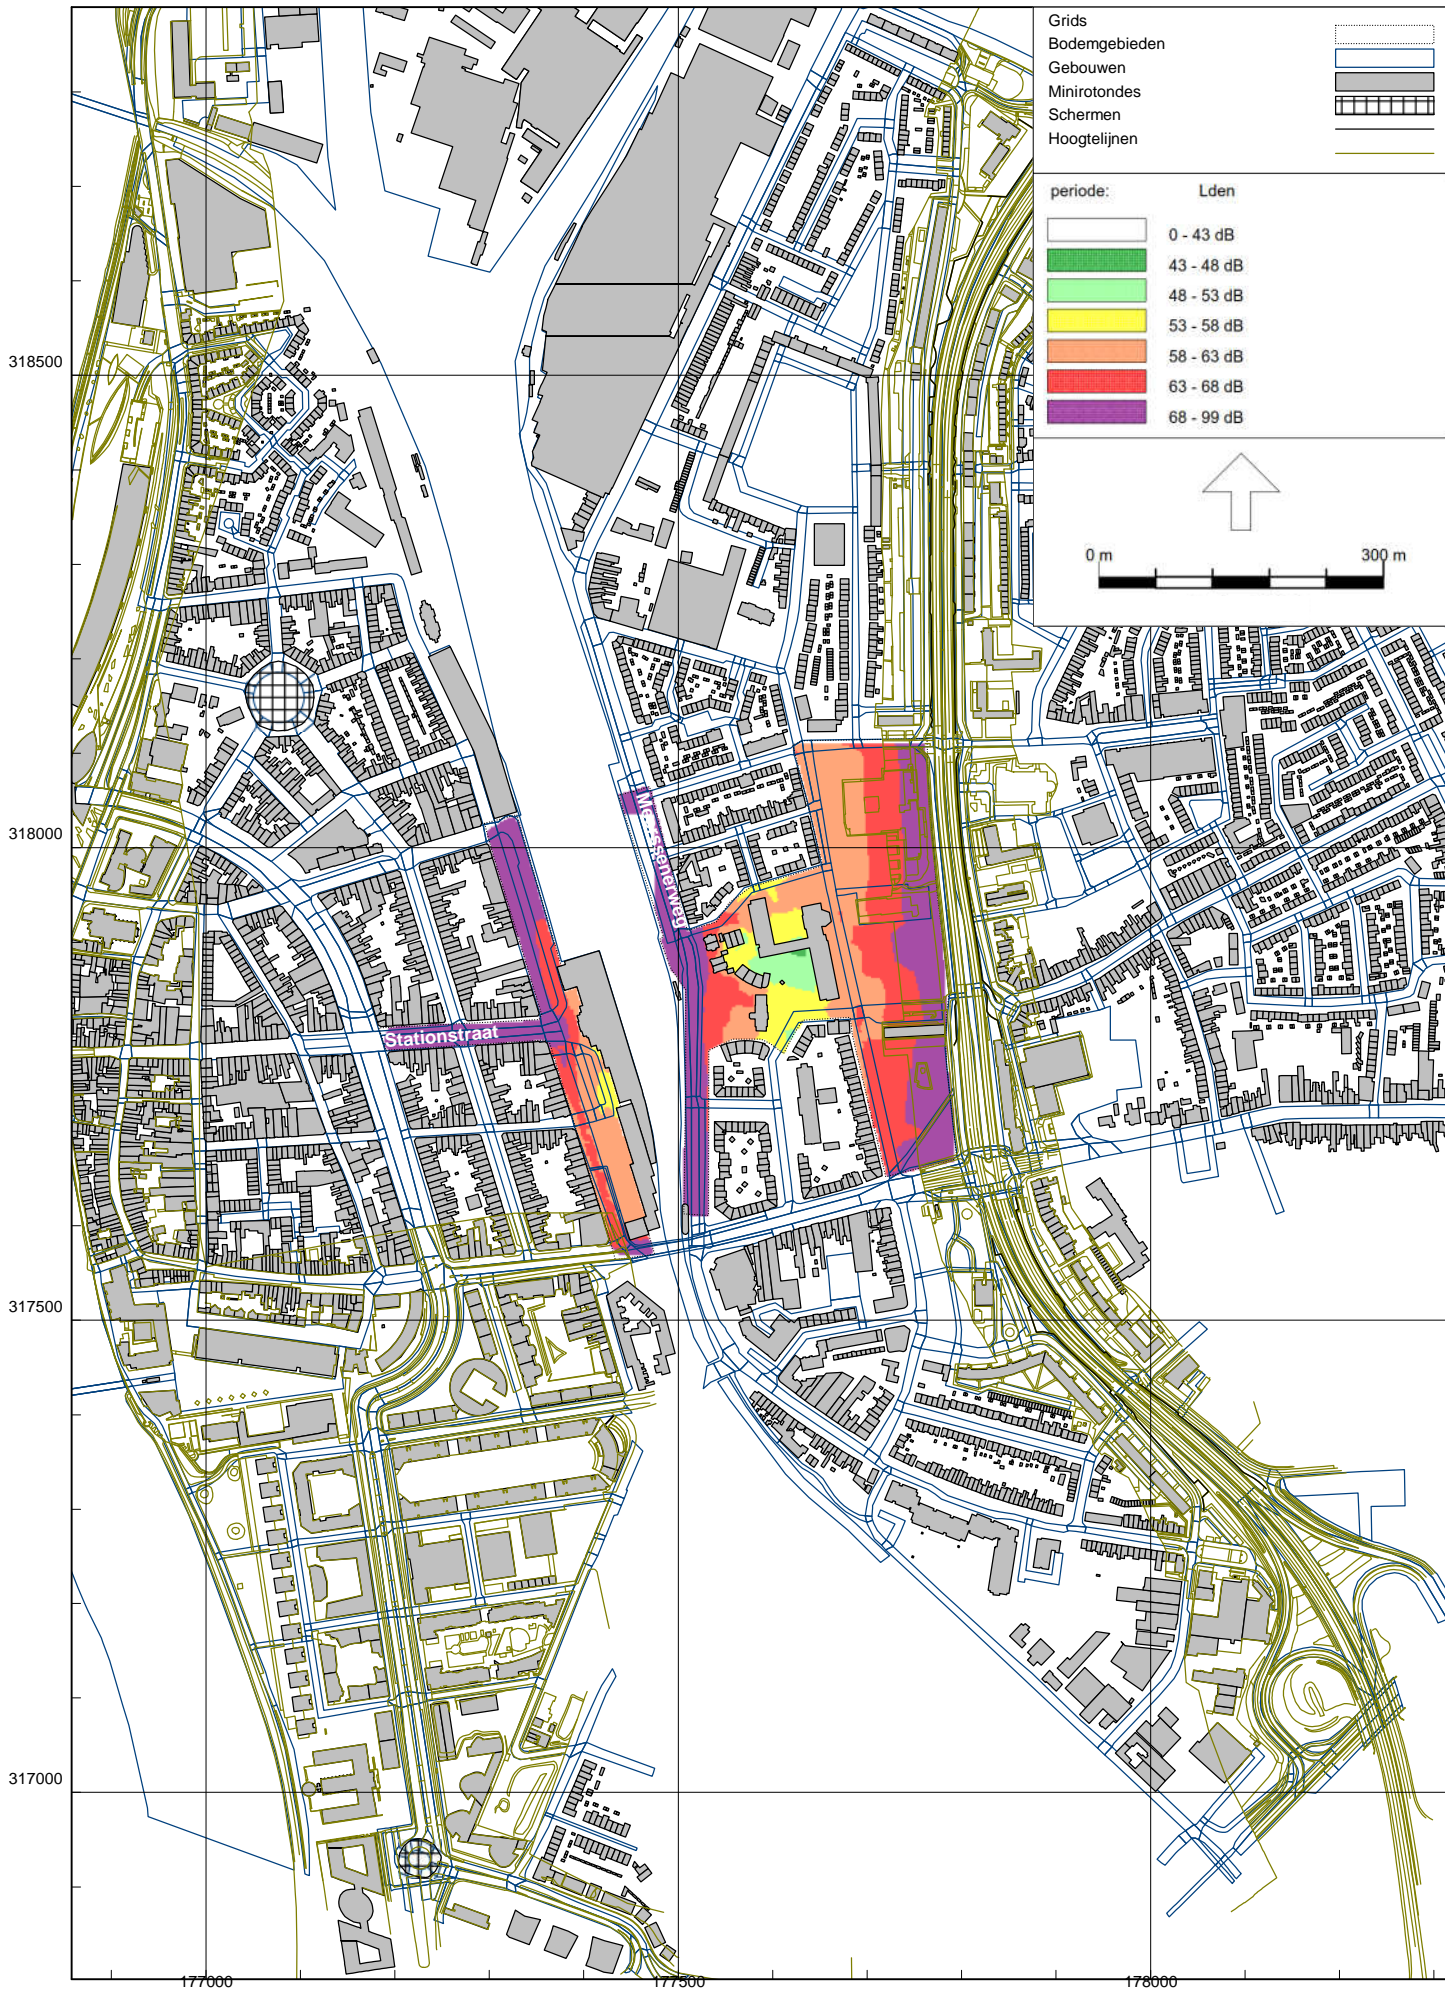 Grids
Bodemgebieden
Gebouwen
Minirotondes
Schermen
Hoogtelijnen
periode: Lden
0 - 43 dB
43 - 48 dB
48 - 53 dB
53 - 58 dB
58 - 63 dB
63 - 68 dB
68 - 99 dB
0 m 300 m
318500
318000
317500
317000
Meerssenerweg
Stationstraat
177000 177500 178000